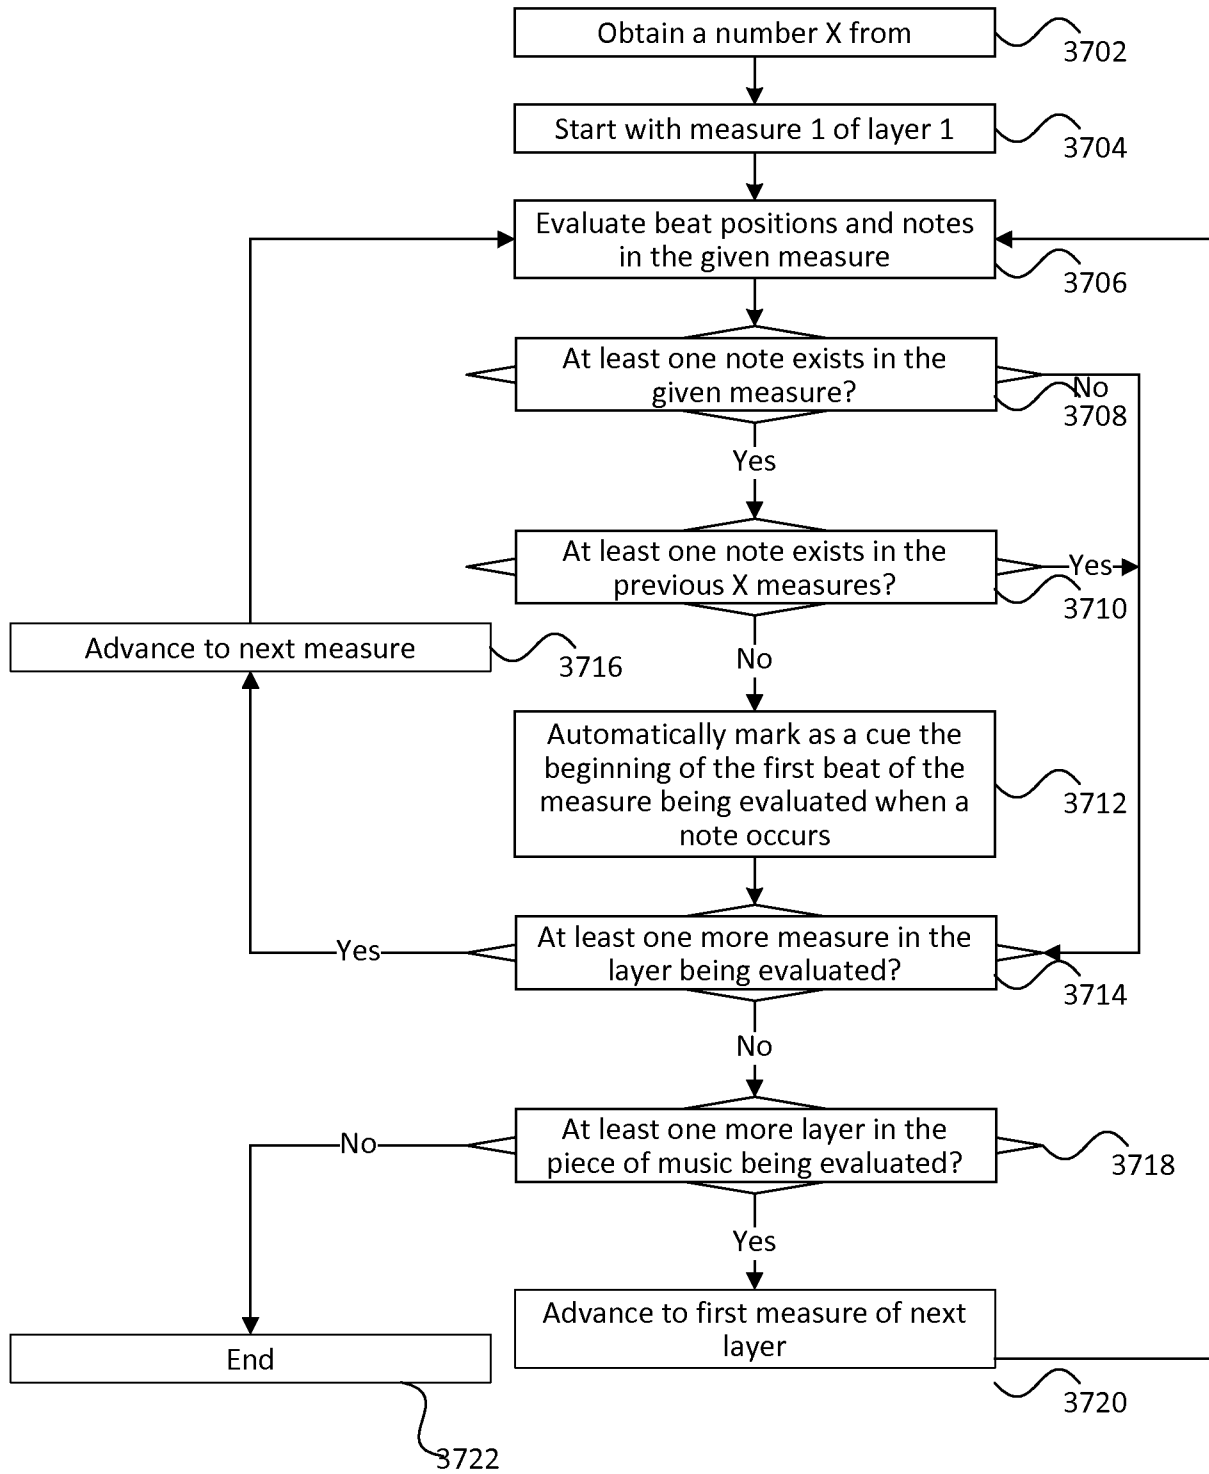 Obtain a number X from
3702
Start with measure 1 of layer 1
3704
Evaluate beat positions and notes
in the given measure
3706
At least one note exists in the
given measure?
No
3708
Yes
At least one note exists in the
previous X measures?
Yes
3710
Advance to next measure
3716
No
Automatically mark as a cue the
beginning of the first beat of the
measure being evaluated when a
note occurs
3712
At least one more measure in the
layer being evaluated?
Yes
3714
No
At least one more layer in the
piece of music being evaluated?
No
3718
Yes
Advance to first measure of next
layer
3720
End
3722